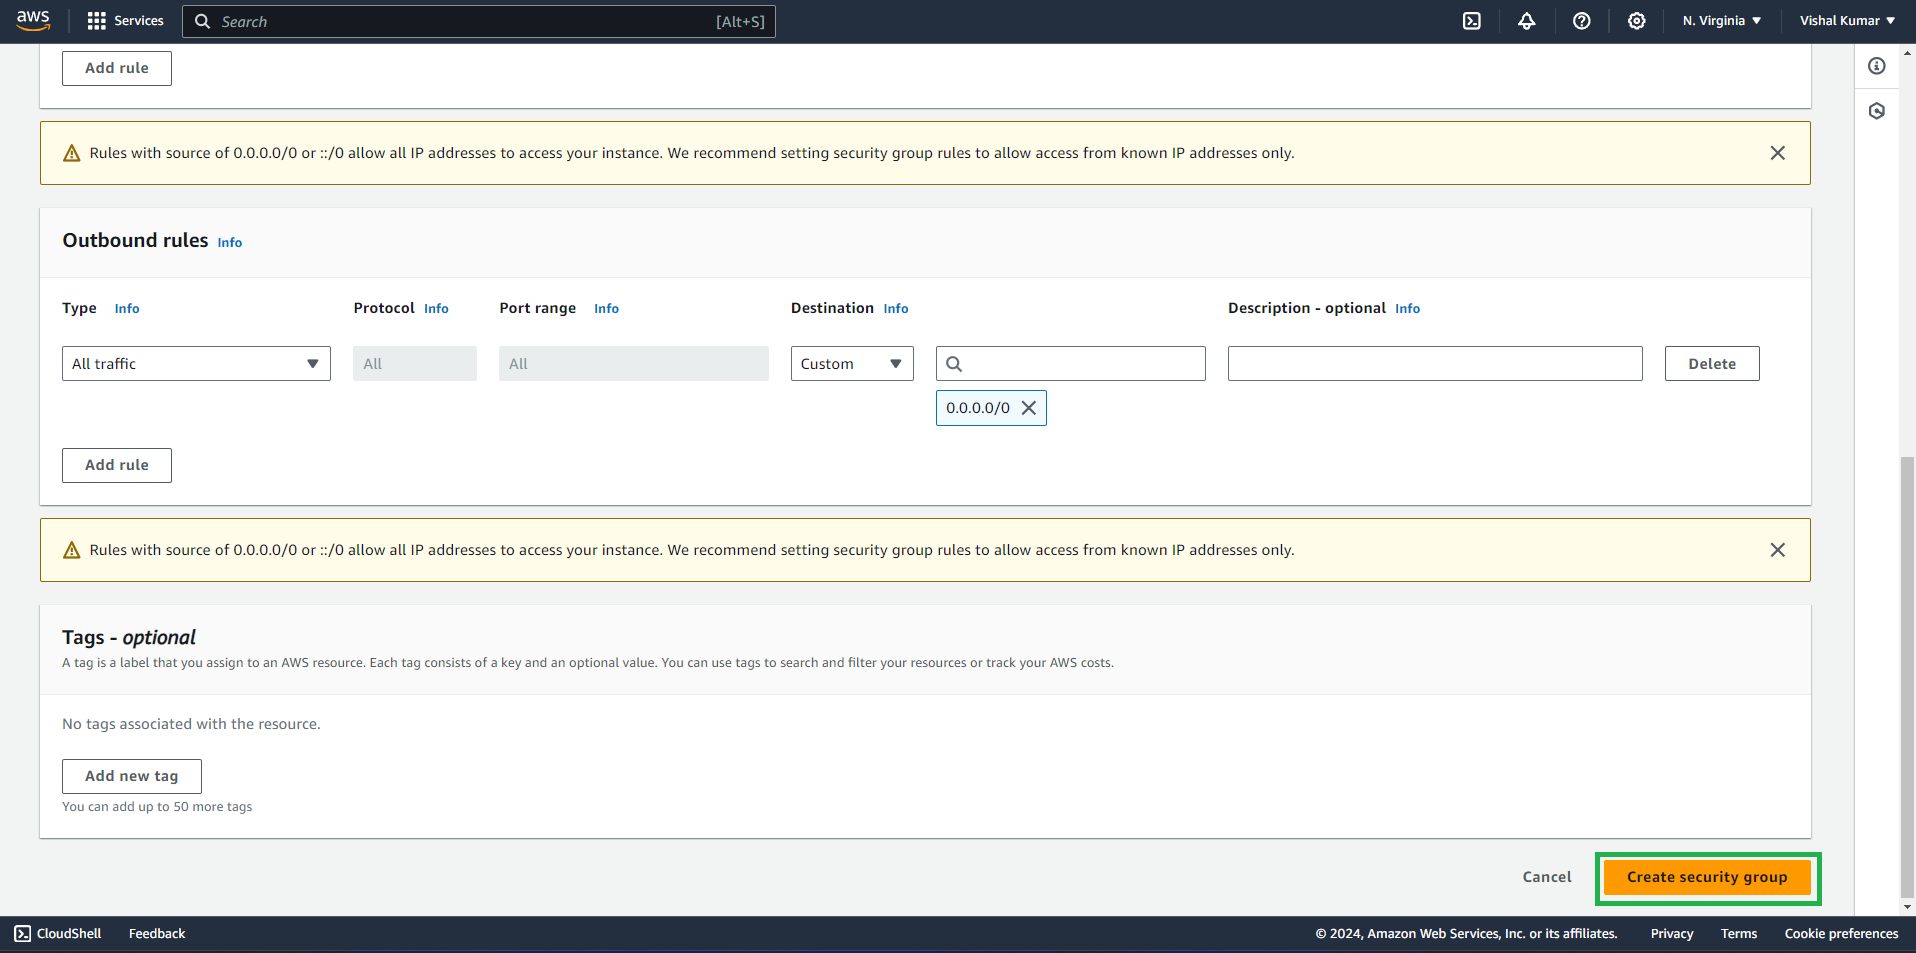 aws Services Search [Alt+S] N. Virginia Vishal Kumar
Add rule
Rules with source of 0.0.0.0/0 or ::/0 allow all IP addresses to access your instance. We recommend setting security group rules to allow access from known IP addresses only.
Outbound rules Info
Type Info Protocol Info Port range Info Destination Info Description - optional Info
All traffic All All Custom Delete
0.0.0.0/0
Add rule
Rules with source of 0.0.0.0/0 or ::/0 allow all IP addresses to access your instance. We recommend setting security group rules to allow access from known IP addresses only.
Tags - optional
A tag is a label that you assign to an AWS resource. Each tag consists of a key and an optional value. You can use tags to search and filter your resources or track your AWS costs.
No tags associated with the resource.
Add new tag
You can add up to 50 more tags
Cancel Create security group
CloudShell Feedback © 2024, Amazon Web Services, Inc. or its affiliates. Privacy Terms Cookie preferences